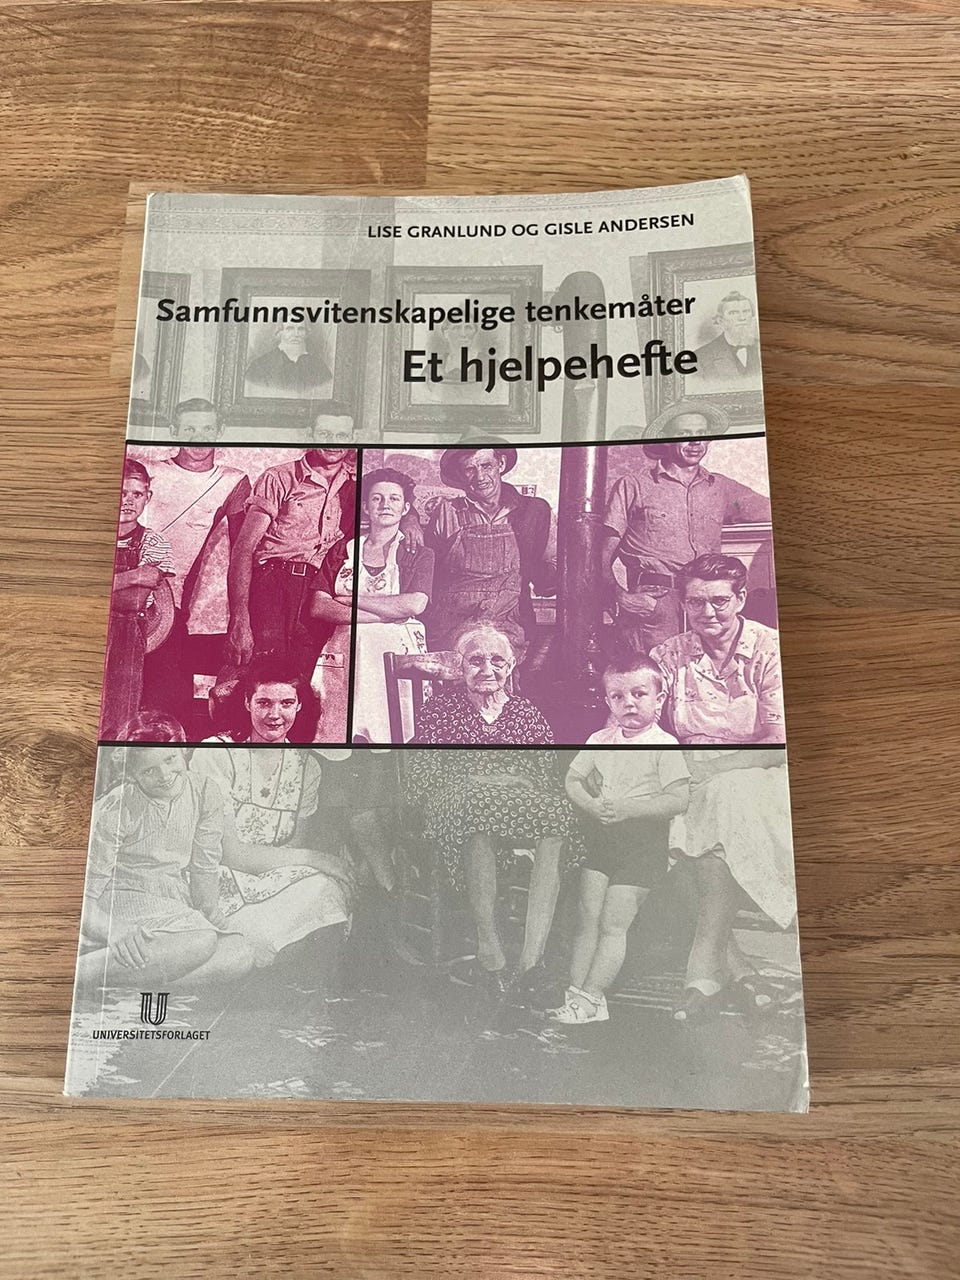 LISE GRANLUND OG GISLE ANDERSEN
Samfunnsvitenskapelige tenkemåter
Et hjelpehefte
UNIVERSITETSFORLAGET